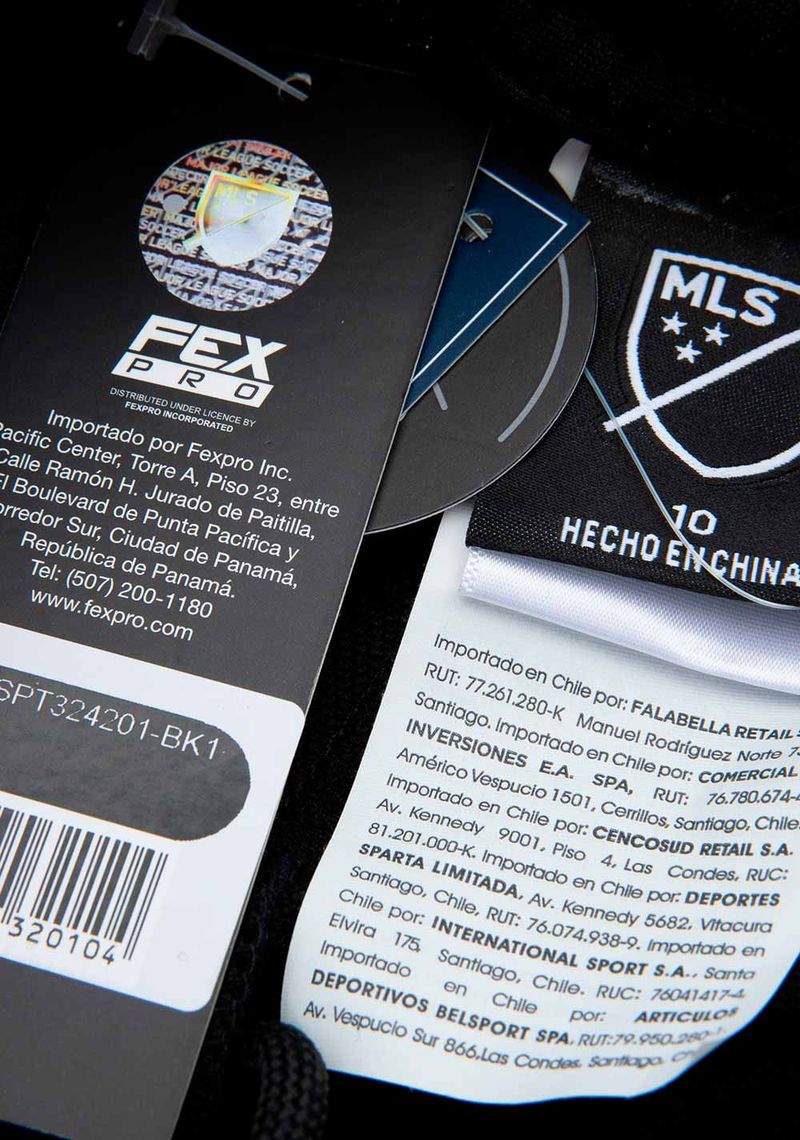 MAJOR LEAGUE SOCCER
MLS
FEX
PRO
DISTRIBUTED UNDER LICENCE BY
FEXPRO INCORPORATED
Importado por Fexpro Inc.
Pacific Center, Torre A, Piso 23, entre
Calle Ramón H. Jurado de Paitilla,
El Boulevard de Punta Pacífica y
Corredor Sur, Ciudad de Panamá,
República de Panamá.
Tel: (507) 200-1180
www.fexpro.com
SPT324201-BK1
320104
MLS
10
HECHO EN CHINA
Importado en Chile por: FALABELLA RETAIL
RUT: 77.261.280-K Manuel Rodríguez Norte
Santiago. Importado en Chile por: COMERCIAL
INVERSIONES E.A. SPA, RUT: 76.780.674-
Américo Vespucio 1501, Cerrillos, Santiago, Chile.
Importado en Chile por: CENCOSUD RETAIL S.A.
Av. Kennedy 9001, Piso 4, Las Condes, RUC:
81.201.000-K. Importado en Chile por: DEPORTES
SPARTA LIMITADA, Av. Kennedy 5682, Vitacura
Santiago, Chile, RUT: 76.074.938-9. Importado en
Chile por: INTERNATIONAL SPORT S.A., Santa
Elvira 175, Santiago, Chile. RUC: 76041417-4
Importado en Chile por: ARTICULOS
DEPORTIVOS BELSPORT SPA, RUT:79.950.280-
Av. Vespucio Sur 866,Las Condes, Santiago,